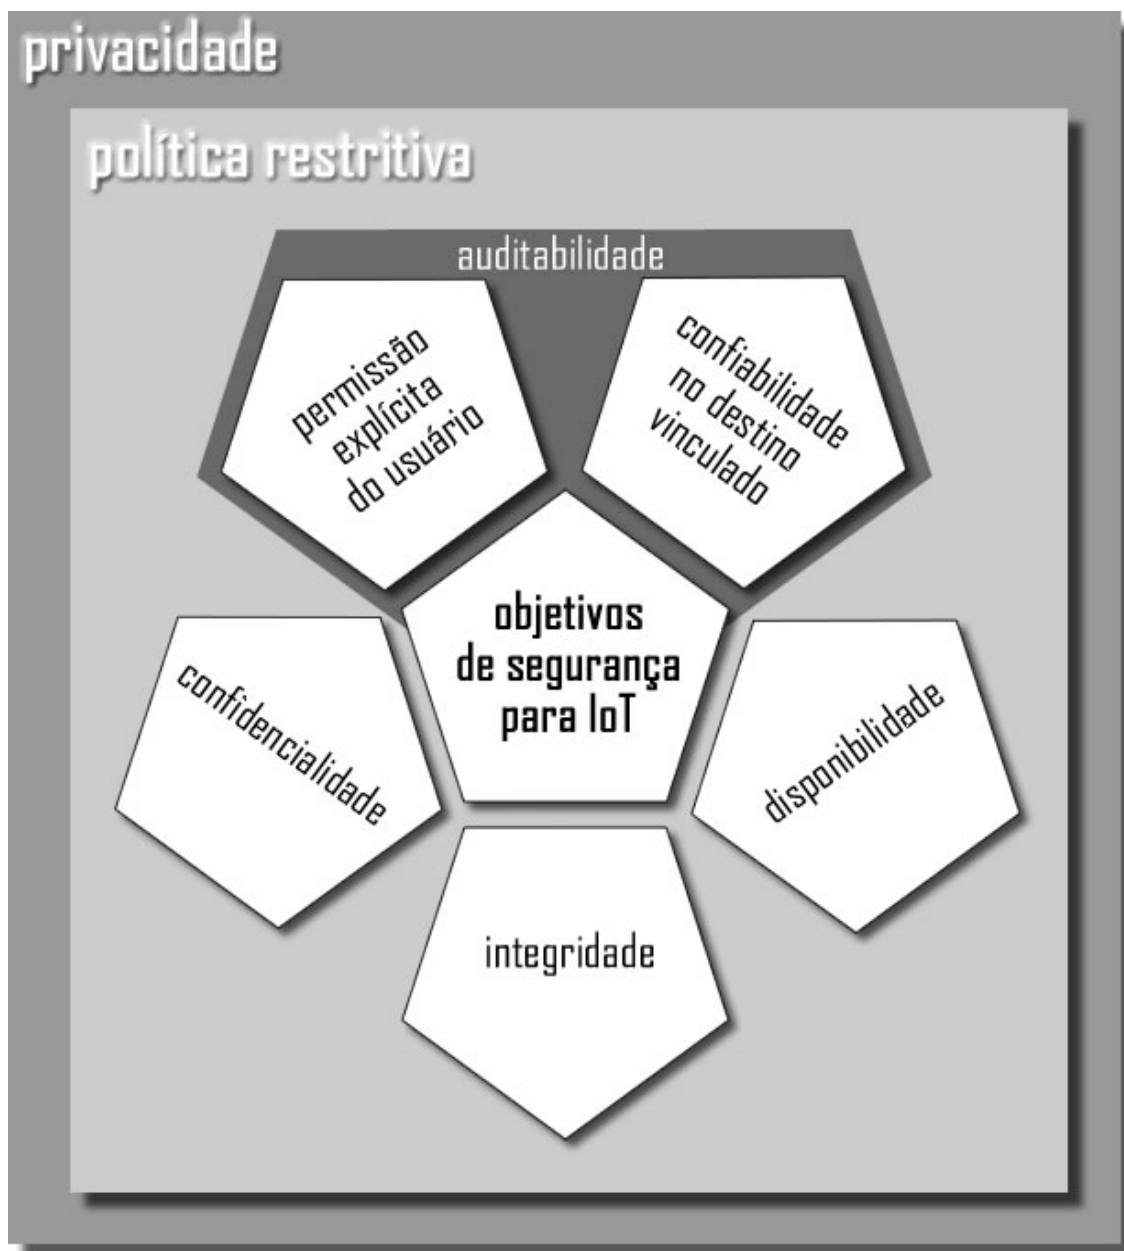 privacidade
política restritiva
auditabilidade
permissão
explícita
do usuário
confiabilidade
no destino
vinculado
objetivos
de segurança
para IoT
confidencialidade
disponibilidade
integridade